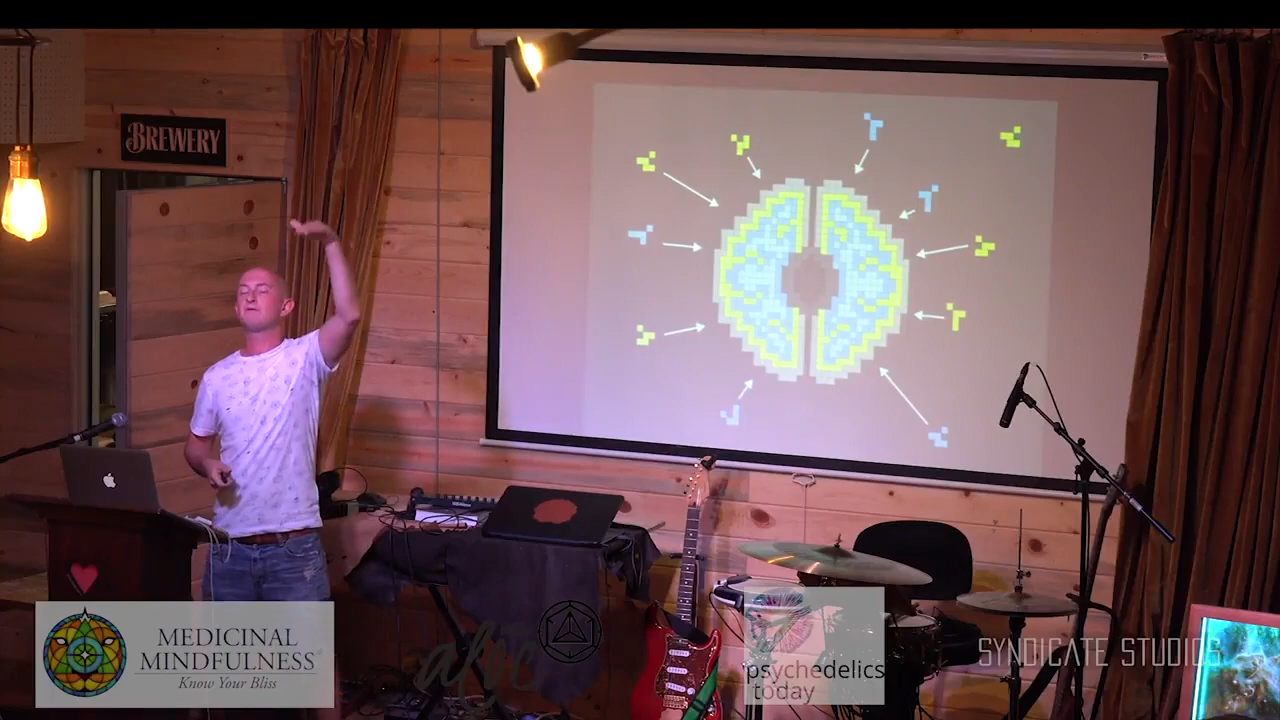 BREWERY
MEDICINAL
MINDFULNESS®
Know Your Bliss
psychedelics
today
SYNDICATE STUDIOS